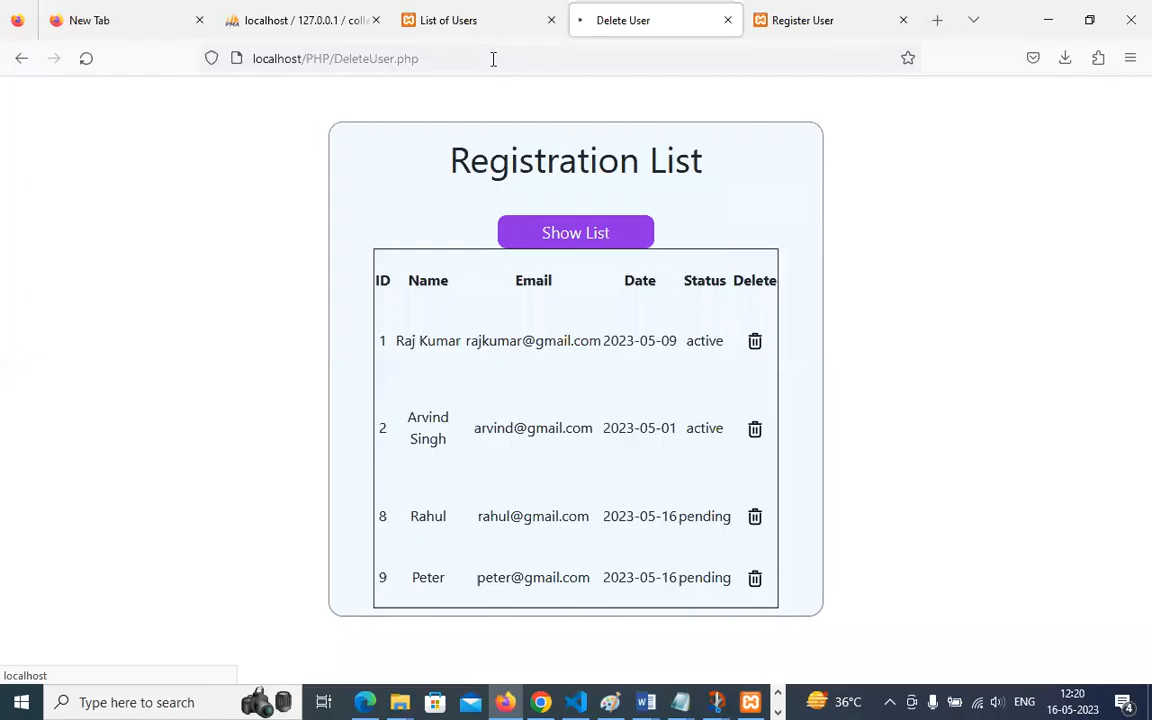 New Tab
localhost / 127.0.0.1 / colle
List of Users
Delete User
Register User
localhost/PHP/DeleteUser.php
Registration List
Show List
ID Name Email Date Status Delete
1 Raj Kumar rajkumar@gmail.com 2023-05-09 active
2 Arvind Singh arvind@gmail.com 2023-05-01 active
8 Rahul rahul@gmail.com 2023-05-16 pending
9 Peter peter@gmail.com 2023-05-16 pending
localhost
Type here to search
36°C
ENG
12:20
16-05-2023
4